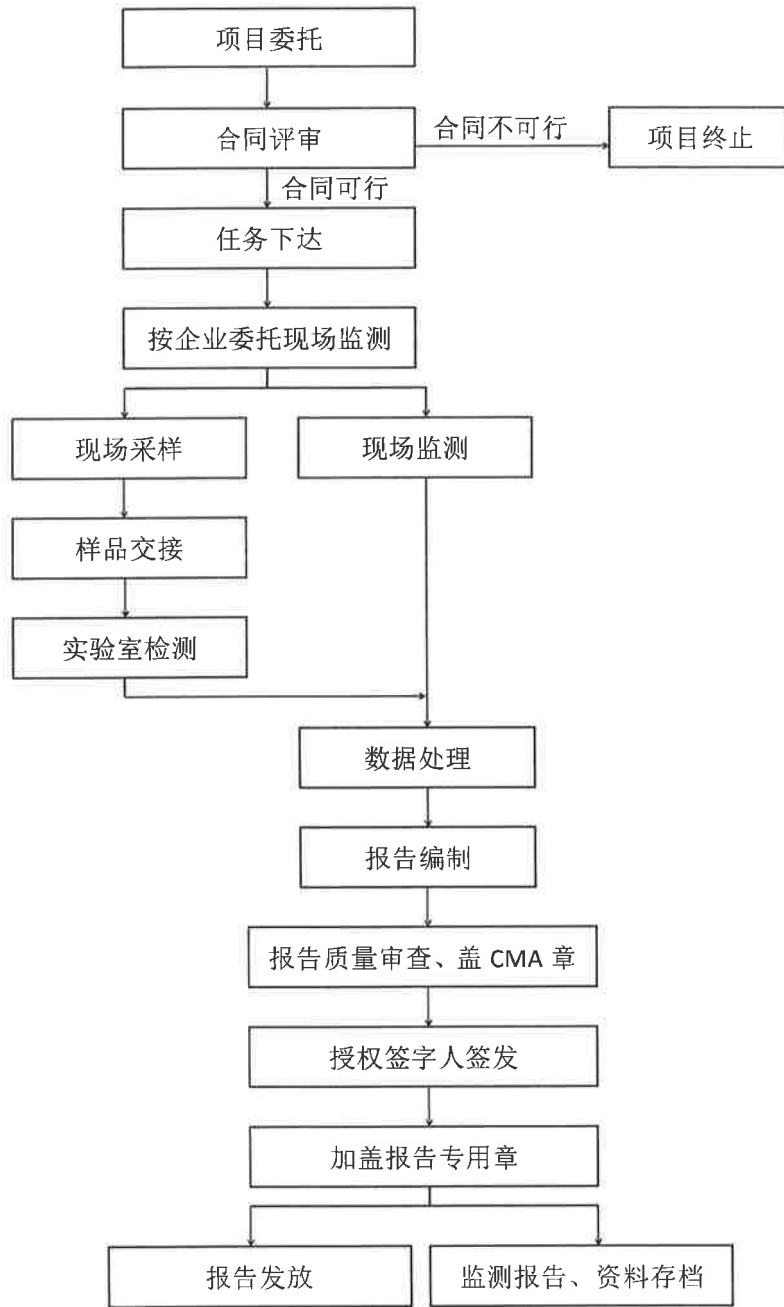 项目委托
合同评审
合同不可行
项目终止
合同可行
任务下达
按企业委托现场监测
现场采样
现场监测
样品交接
实验室检测
数据处理
报告编制
报告质量审查、盖 CMA 章
授权签字人签发
加盖报告专用章
报告发放
监测报告、资料存档